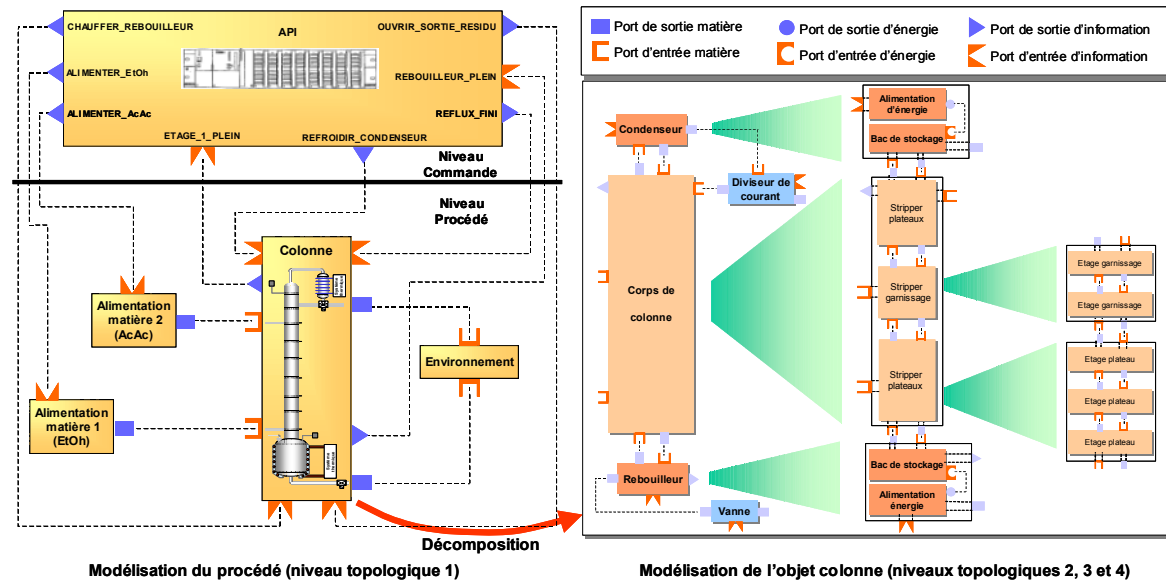 CHAUFFER_REBOUILLEUR
API
OUVRIR_SORTIE_RESIDU
ALIMENTER_EtOh
REBOUILLEUR_PLEIN
ALIMENTER_AcAc
REFLUX_FINI
ETAGE_1_PLEIN
REFROIDIR_CONDENSEUR
Niveau
Commande
Niveau
Procédé
Colonne
Alimentation
matière 2
(AcAc)
Environnement
Alimentation
matière 1
(EtOh)
Décomposition
Modélisation du procédé (niveau topologique 1)
Port de sortie matière
Port de sortie d'énergie
Port de sortie d'information
Port d'entrée matière
Port d'entrée d'énergie
Port d'entrée d'information
Condenseur
Diviseur de
courant
Corps de
colonne
Rebouilleur
Vanne
Alimentation
d'énergie
Bac de stockage
Stripper
plateaux
Stripper
garnissage
Stripper
plateaux
Bac de stockage
Alimentation
énergie
Etage garnissage
Etage garnissage
Etage plateau
Etage plateau
Etage plateau
Modélisation de l'objet colonne (niveaux topologiques 2, 3 et 4)